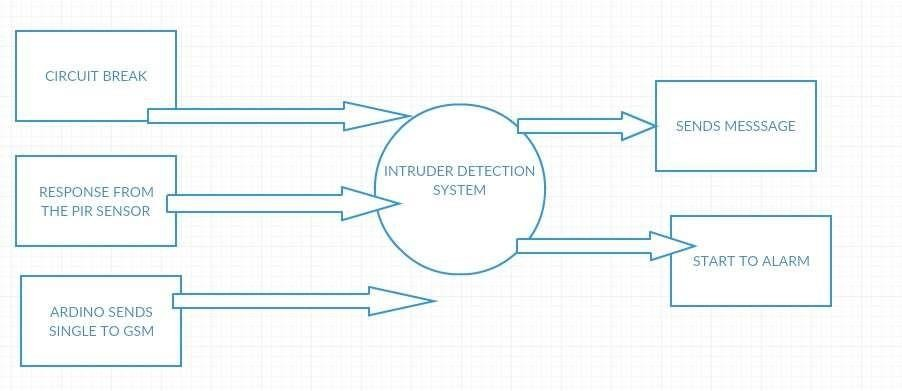 CIRCUIT BREAK
RESPONSE FROM
THE PIR SENSOR
ARDINO SENDS
SINGLE TO GSM
INTRUDER DETECTION
SYSTEM
SENDS MESSSAGE
START TO ALARM